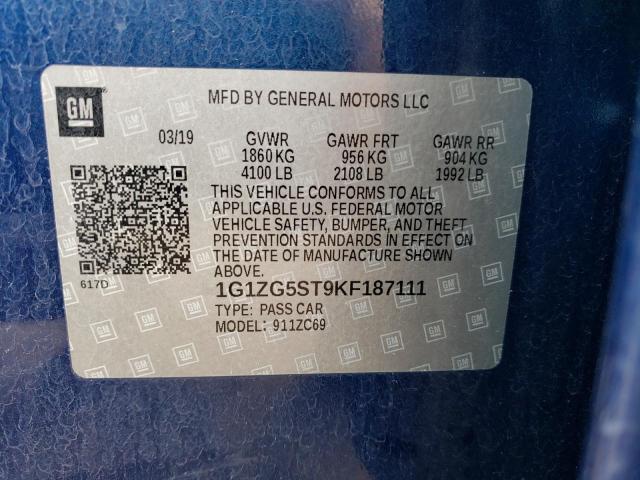 GM
MFD BY GENERAL MOTORS LLC
03/19 GVWR GAWR FRT GAWR RR
1860 KG 956 KG 904 KG
4100 LB 2108 LB 1992 LB
THIS VEHICLE CONFORMS TO ALL
APPLICABLE U.S. FEDERAL MOTOR
VEHICLE SAFETY, BUMPER, AND THEFT
PREVENTION STANDARDS IN EFFECT ON
THE DATE OF MANUFACTURE SHOWN
ABOVE.
617D
1G1ZG5ST9KF187111
TYPE: PASS CAR
MODEL: 911ZC69